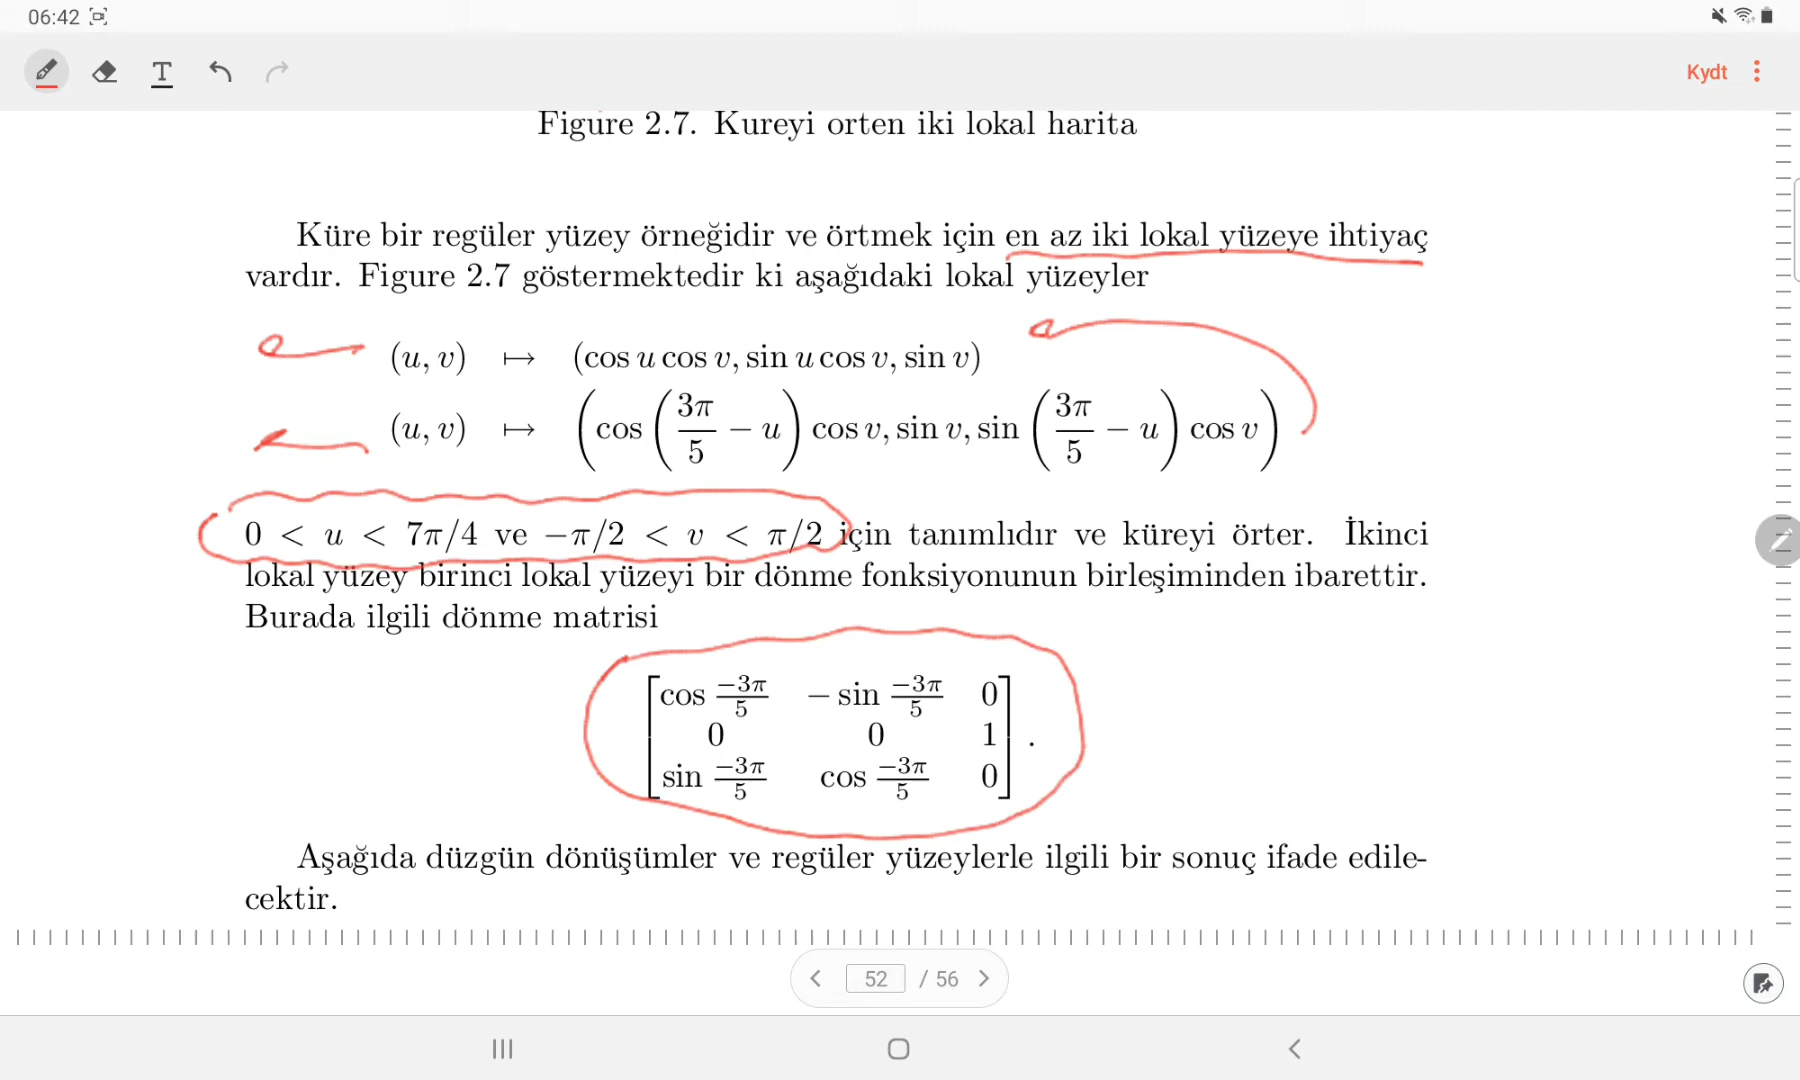 06:42
T
Kydt
Figure 2.7. Kureyi orten iki lokal harita
Küre bir regüler yüzey örneğidir ve örtmek için en az iki lokal yüzeye ihtiyaç
vardır. Figure 2.7 göstermektedir ki aşağıdaki lokal yüzeyler
(u, v) ↦ (cos u cos v, sin u cos v, sin v)
(u, v) ↦ (cos (3π/5 − u) cos v, sin v, sin (3π/5 − u) cos v)
0 < u < 7π/4 ve −π/2 < v < π/2 için tanımlıdır ve küreyi örter. İkinci
lokal yüzey birinci lokal yüzeyi bir dönme fonksiyonunun birleşiminden ibarettir.
Burada ilgili dönme matrisi
[cos −3π/5 − sin −3π/5 0
0 0 1
sin −3π/5 cos −3π/5 0].
Aşağıda düzgün dönüşümler ve regüler yüzeylerle ilgili bir sonuç ifade edile-
cektir.
52 / 56